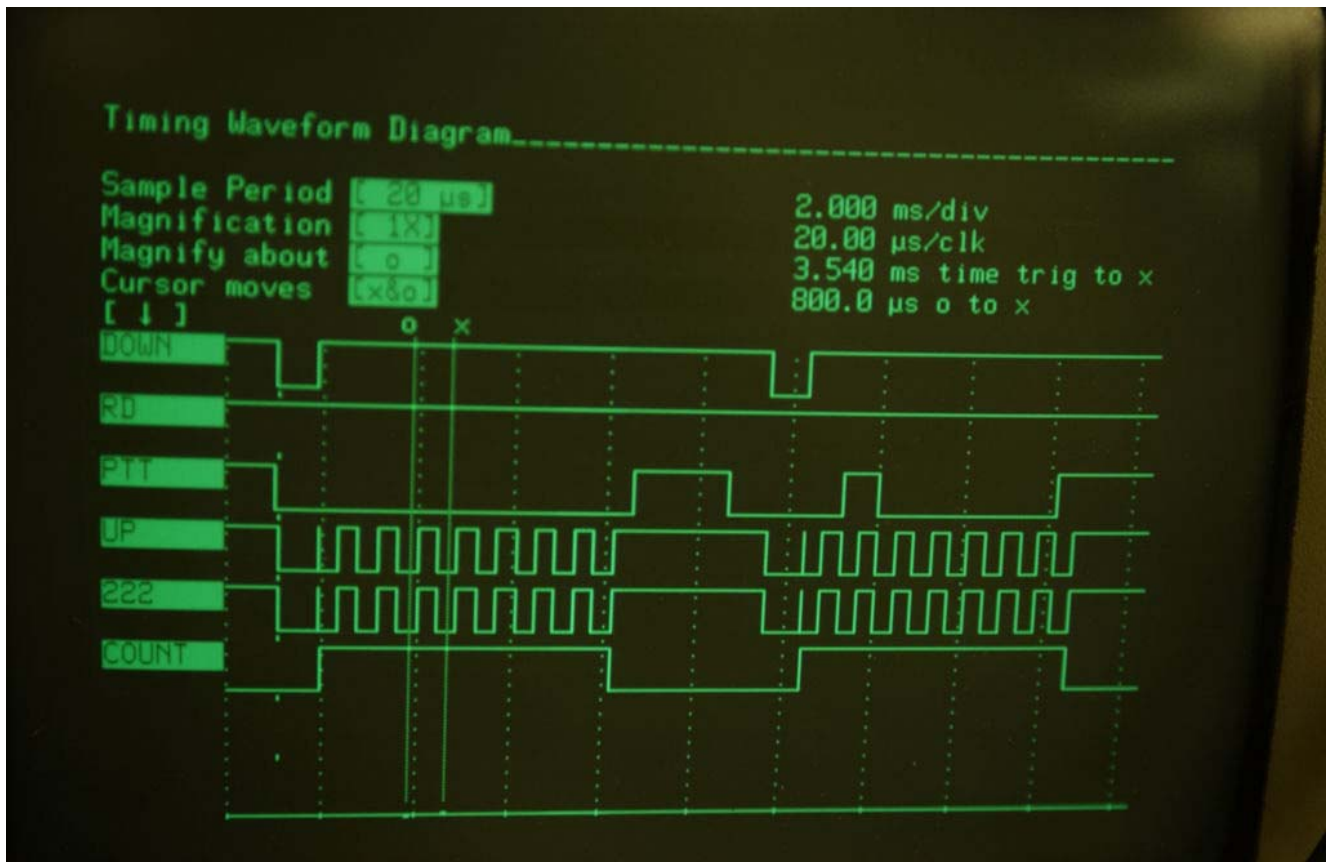 Timing Waveform Diagram
Sample Period [ 20 µs]
Magnification [ 1X]
Magnify about [ o ]
Cursor moves [x&o]
[ ↓ ]
2.000 ms/div
20.00 µs/clk
3.540 ms time trig to x
800.0 µs o to x
o x
DOWN
RD
PTT
UP
222
COUNT